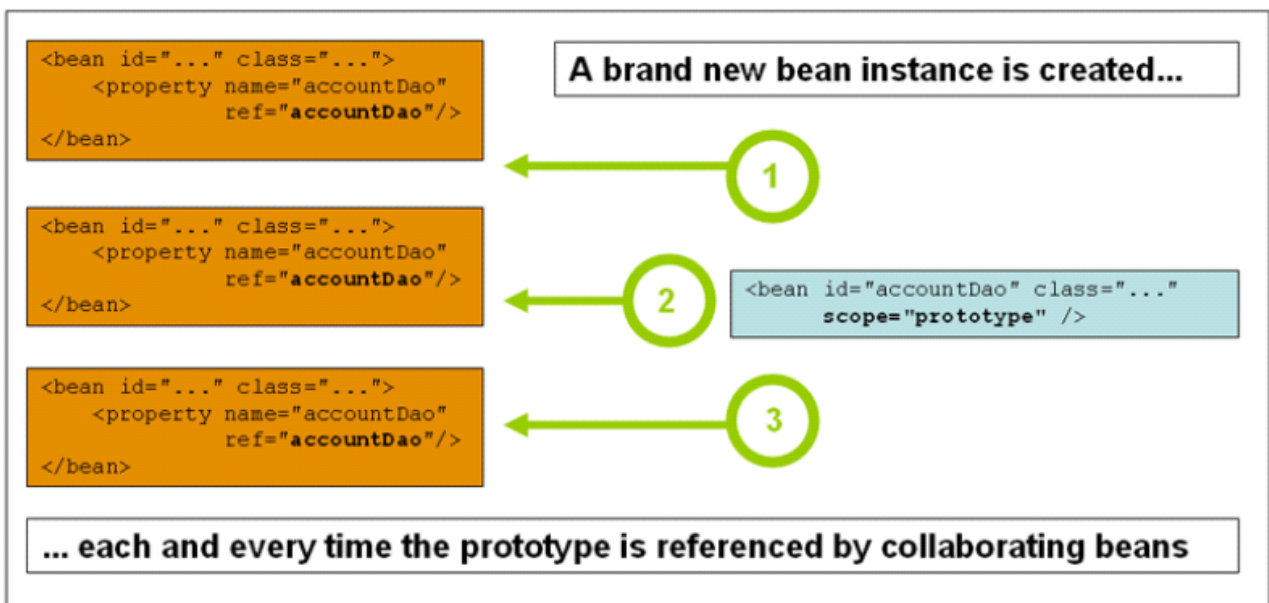 <bean id="..." class="...">
    <property name="accountDao"
              ref="accountDao"/>
</bean>
A brand new bean instance is created...
1
<bean id="..." class="...">
    <property name="accountDao"
              ref="accountDao"/>
</bean>
2
<bean id="accountDao" class="..."
      scope="prototype" />
<bean id="..." class="...">
    <property name="accountDao"
              ref="accountDao"/>
</bean>
3
... each and every time the prototype is referenced by collaborating beans